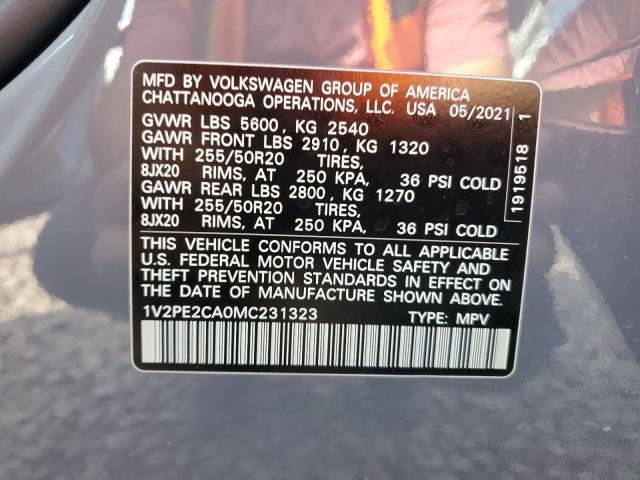 MFD BY VOLKSWAGEN GROUP OF AMERICA
CHATTANOOGA OPERATIONS, LLC. USA 05/2021
GVWR LBS 5600, KG 2540
GAWR FRONT LBS 2910, KG 1320
WITH 255/50R20 TIRES,
8JX20 RIMS, AT 250 KPA, 36 PSI COLD
GAWR REAR LBS 2800, KG 1270
WITH 255/50R20 TIRES,
8JX20 RIMS, AT 250 KPA, 36 PSI COLD
THIS VEHICLE CONFORMS TO ALL APPLICABLE
U.S. FEDERAL MOTOR VEHICLE SAFETY AND
THEFT PREVENTION STANDARDS IN EFFECT ON
THE DATE OF MANUFACTURE SHOWN ABOVE.
1V2PE2CA0MC231323 TYPE: MPV
1919518 1